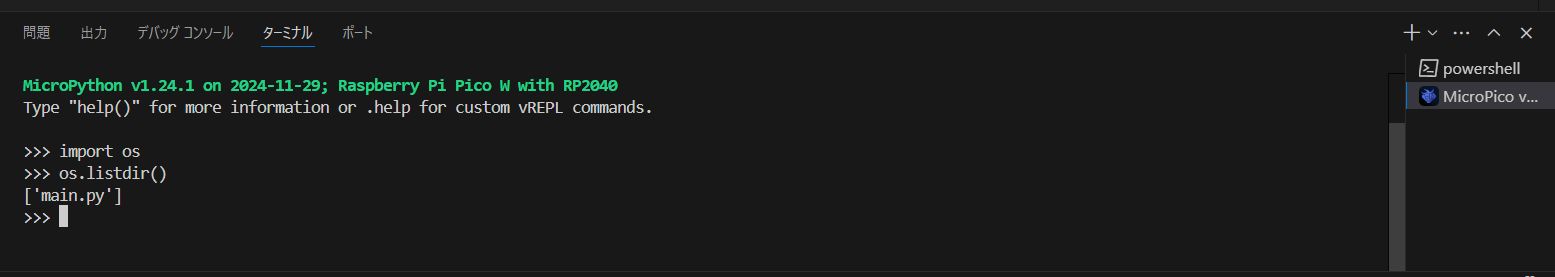 問題 出力 デバッグ コンソール ターミナル ポート
MicroPython v1.24.1 on 2024-11-29; Raspberry Pi Pico W with RP2040
Type "help()" for more information or .help for custom vREPL commands.
>>> import os
>>> os.listdir()
['main.py']
>>>
powershell
MicroPico v...